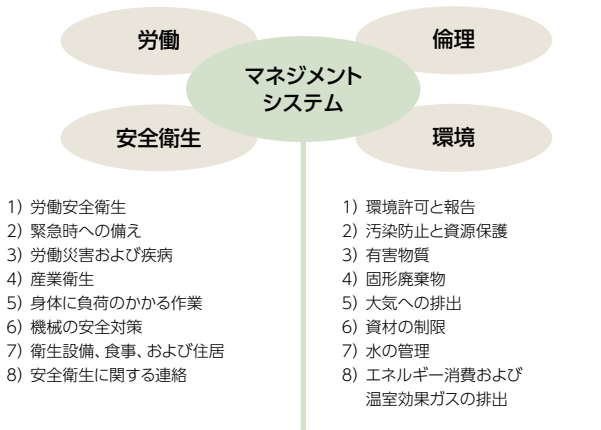 労働
倫理
マネジメント
システム
安全衛生
環境
1）労働安全衛生
2）緊急時への備え
3）労働災害および疾病
4）産業衛生
5）身体に負荷のかかる作業
6）機械の安全対策
7）衛生設備、食事、および住居
8）安全衛生に関する連絡
1）環境許可と報告
2）汚染防止と資源保護
3）有害物質
4）固形廃棄物
5）大気への排出
6）資材の制限
7）水の管理
8）エネルギー消費および
温室効果ガスの排出